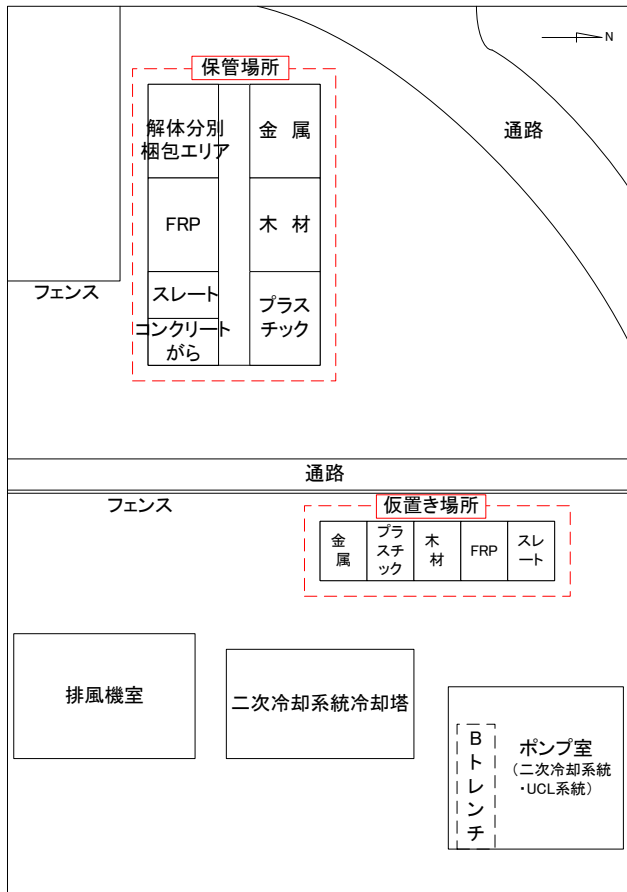 N
保管場所
通路
解体分別
梱包エリア
金 属
FRP
木 材
スレート
コンクリート
がら
プラス
チック
フェンス
通路
フェンス
仮置き場所
金
属
プラ
スチ
ック
木
材
FRP
スレ
ート
排風機室
二次冷却系統冷却塔
Bトレンチ
ポンプ室
(二次冷却系統
・UCL系統)